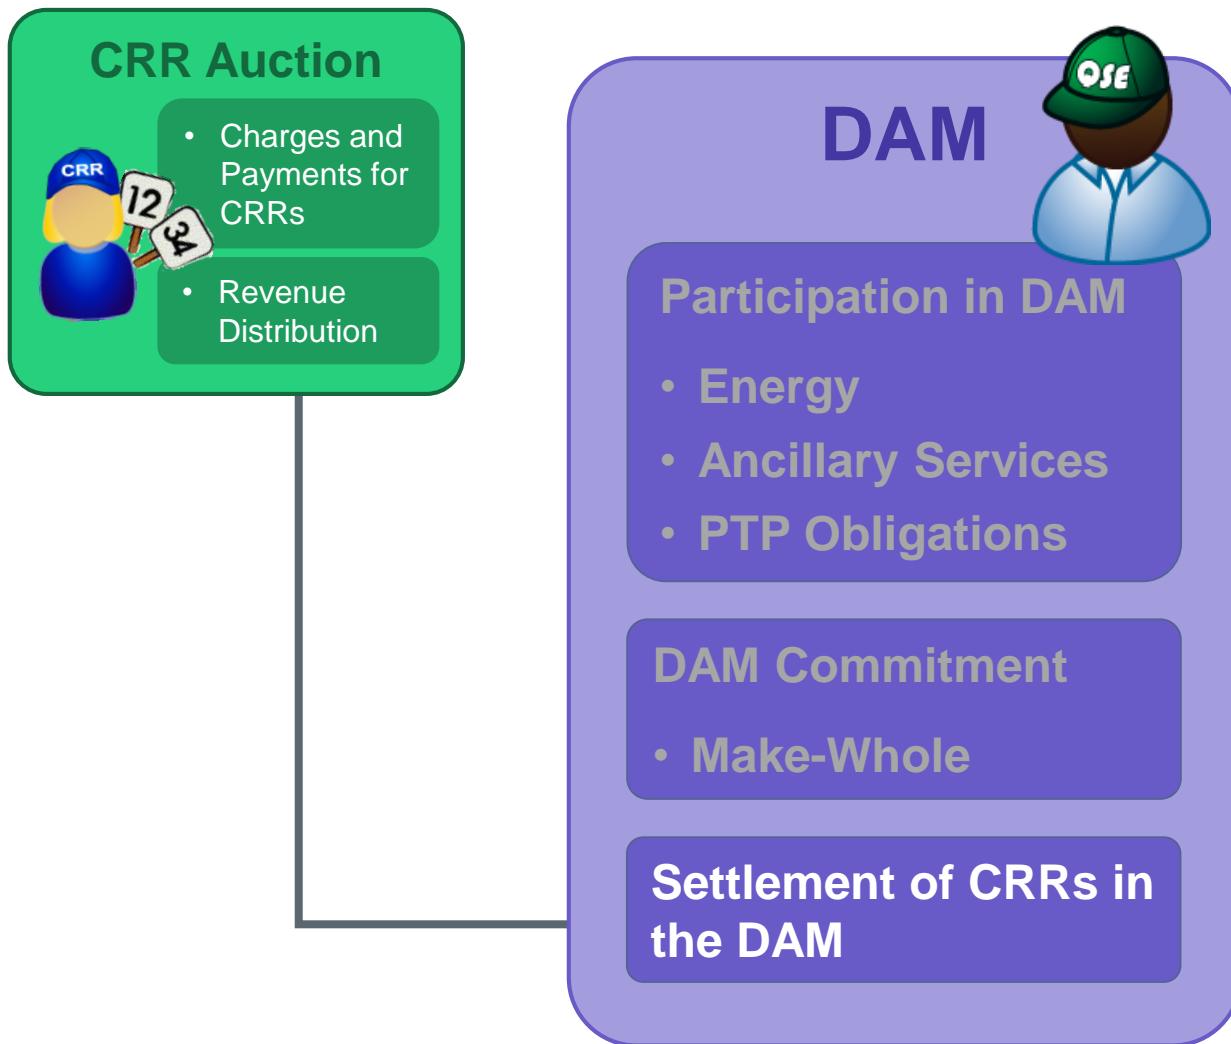 CRR Auction
• Charges and
Payments for
CRRs
CRR
12
34
• Revenue
Distribution
QSE
DAM
Participation in DAM
• Energy
• Ancillary Services
• PTP Obligations
DAM Commitment
• Make-Whole
Settlement of CRRs in
the DAM